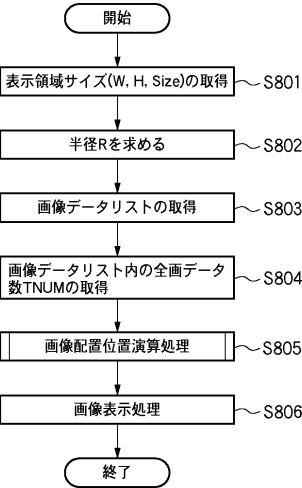 開始
表示領域サイズ(W, H, Size)の取得
S801
半径Rを求める
S802
画像データリストの取得
S803
画像データリスト内の全画データ
数TNUMの取得
S804
画像配置位置演算処理
S805
画像表示処理
S806
終了